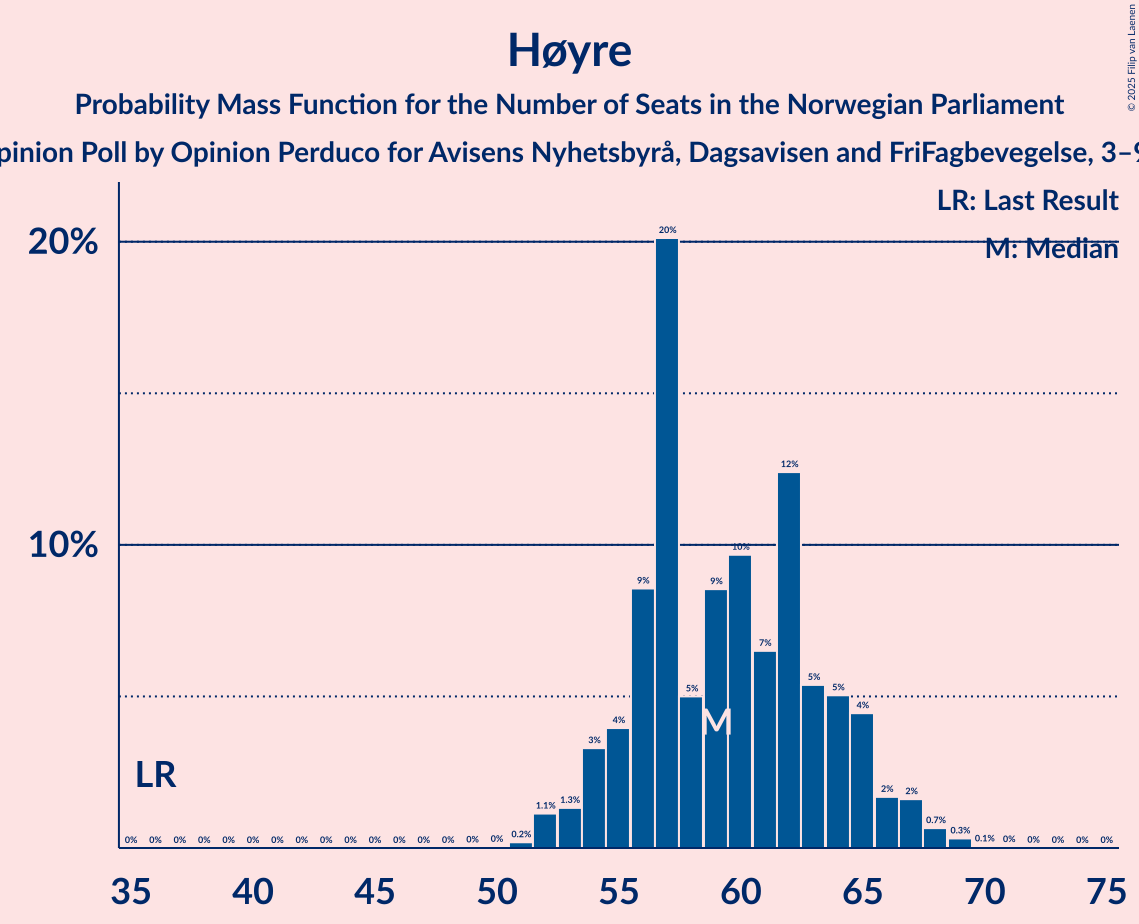 © 2025 Filip van Laenen
Høyre
Probability Mass Function for the Number of Seats in the Norwegian Parliament
pinion Poll by Opinion Perduco for Avisens Nyhetsbyrå, Dagsavisen and FriFagbevegelse, 3–9
LR: Last Result
M: Median
20%
10%
20%
12%
10%
9%
9%
7%
5%
5%
5%
4%
4%
3%
M
LR
0% 0% 0% 0% 0% 0% 0% 0% 0% 0% 0% 0% 0% 0% 0% 0% 0.2% 1.1% 1.3% 2% 2% 0.7% 0.3% 0.1% 0% 0% 0% 0% 0%
35 40 45 50 55 60 65 70 75